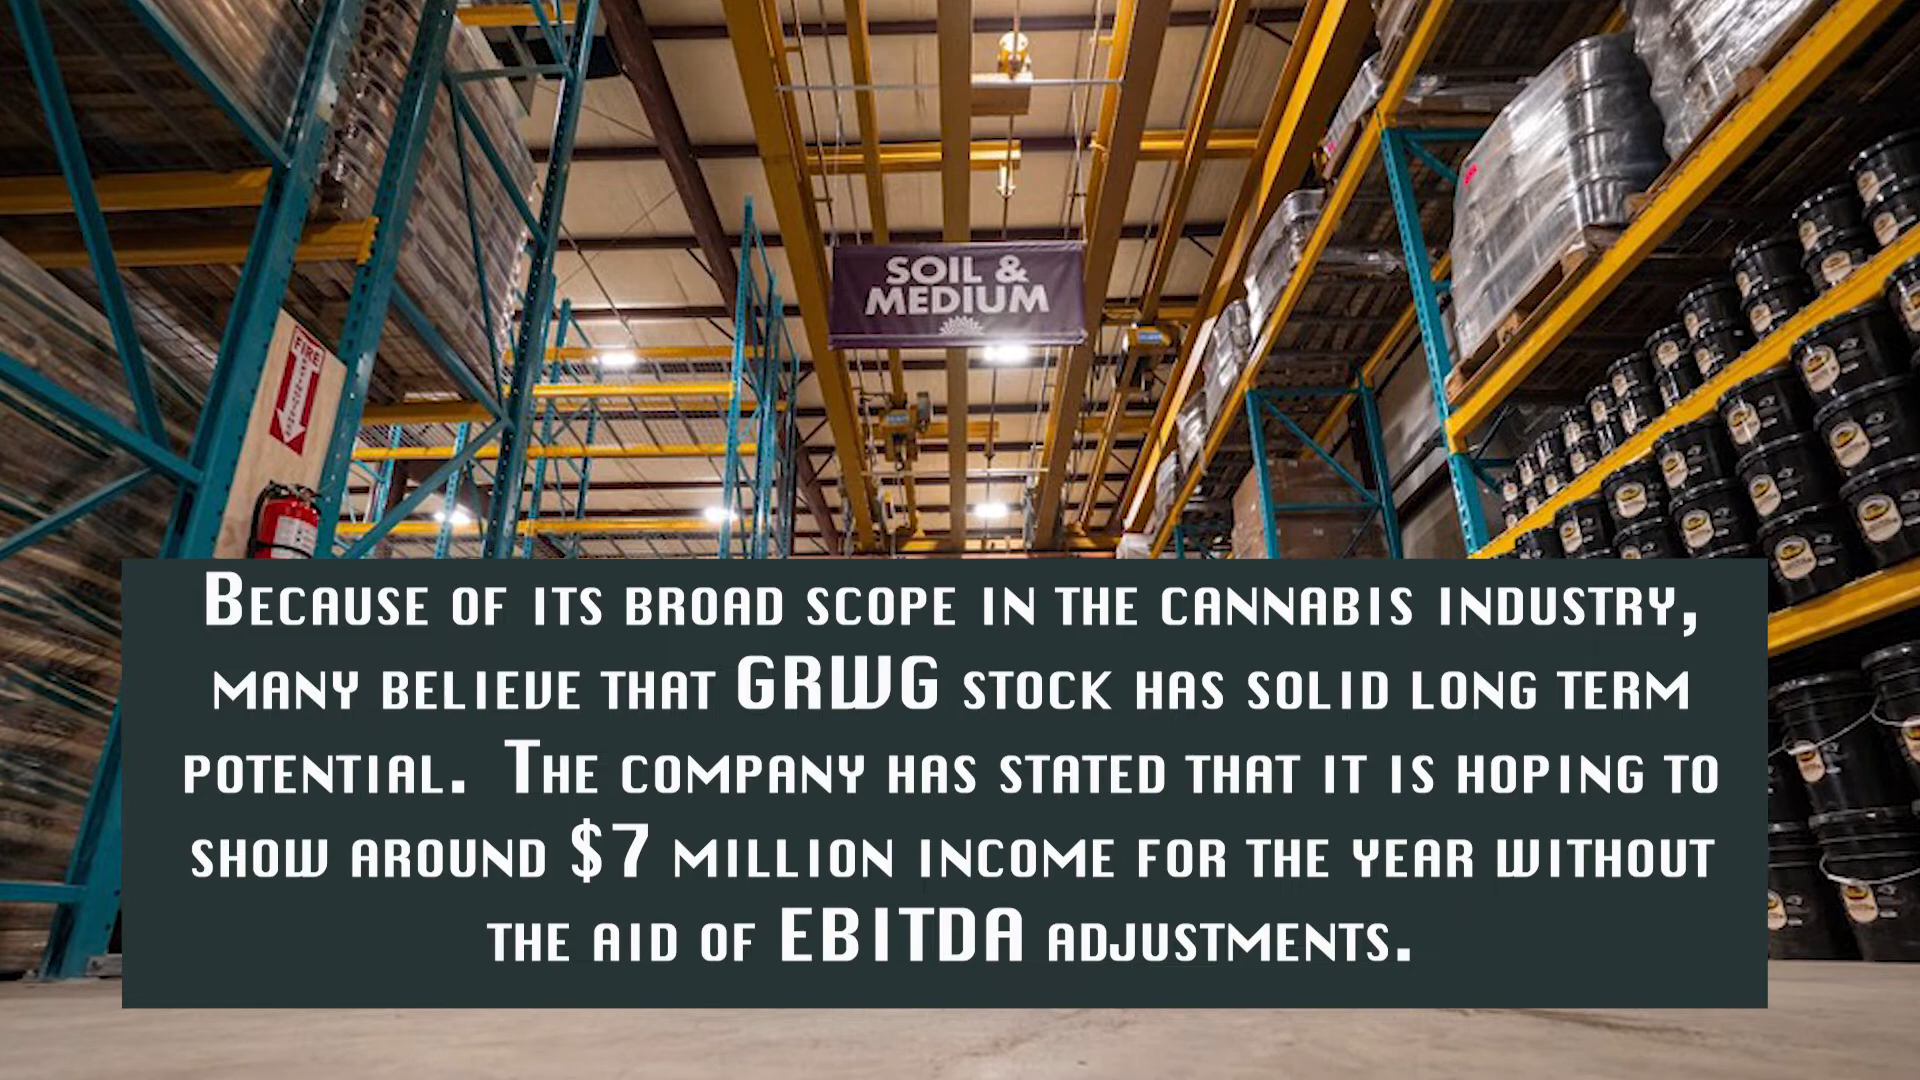 SOIL &
MEDIUM
FIRE
Because of its broad scope in the cannabis industry,
many believe that GRWG stock has solid long term
potential. The company has stated that it is hoping to
show around $7 million income for the year without
the aid of EBITDA adjustments.